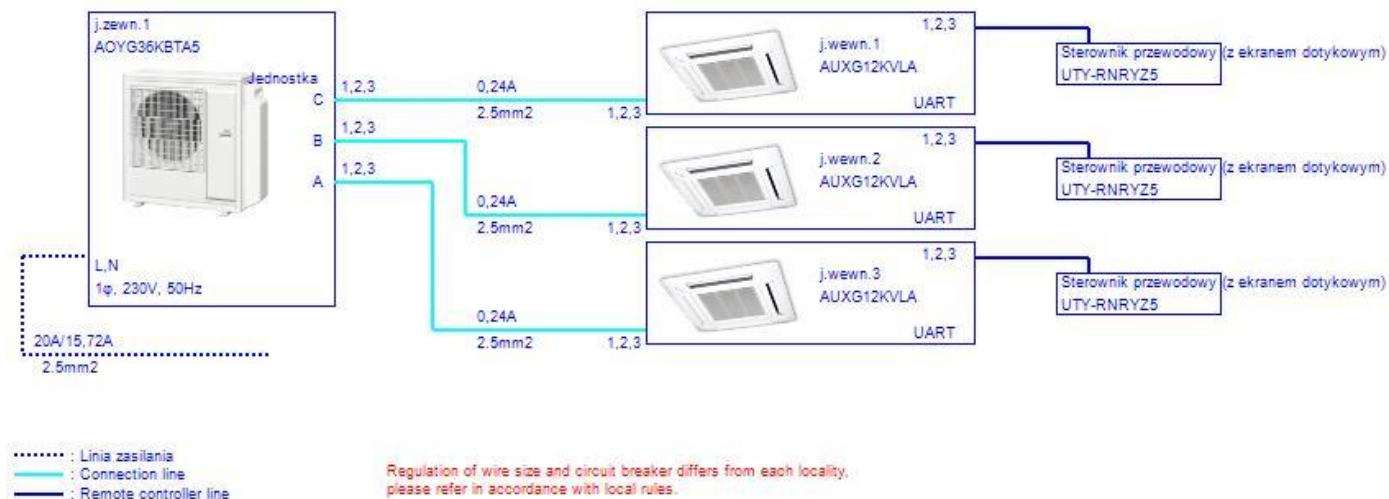 j.zewn.1
AOYG36KBTA5
Jednostka
C
B
A
1,2,3
1,2,3
1,2,3
L,N
1φ, 230V, 50Hz
20A/15,72A
2.5mm2
0,24A
2.5mm2
1,2,3
0,24A
2.5mm2
1,2,3
0,24A
2.5mm2
1,2,3
j.wewn.1
AUXG12KVLA
1,2,3
UART
j.wewn.2
AUXG12KVLA
1,2,3
UART
j.wewn.3
AUXG12KVLA
1,2,3
UART
Sterownik przewodowy (z ekranem dotykowym)
UTY-RNRYZ5
Sterownik przewodowy (z ekranem dotykowym)
UTY-RNRYZ5
Sterownik przewodowy (z ekranem dotykowym)
UTY-RNRYZ5
: Linia zasilania
: Connection line
: Remote controller line
Regulation of wire size and circuit breaker differs from each locality.
please refer in accordance with local rules.